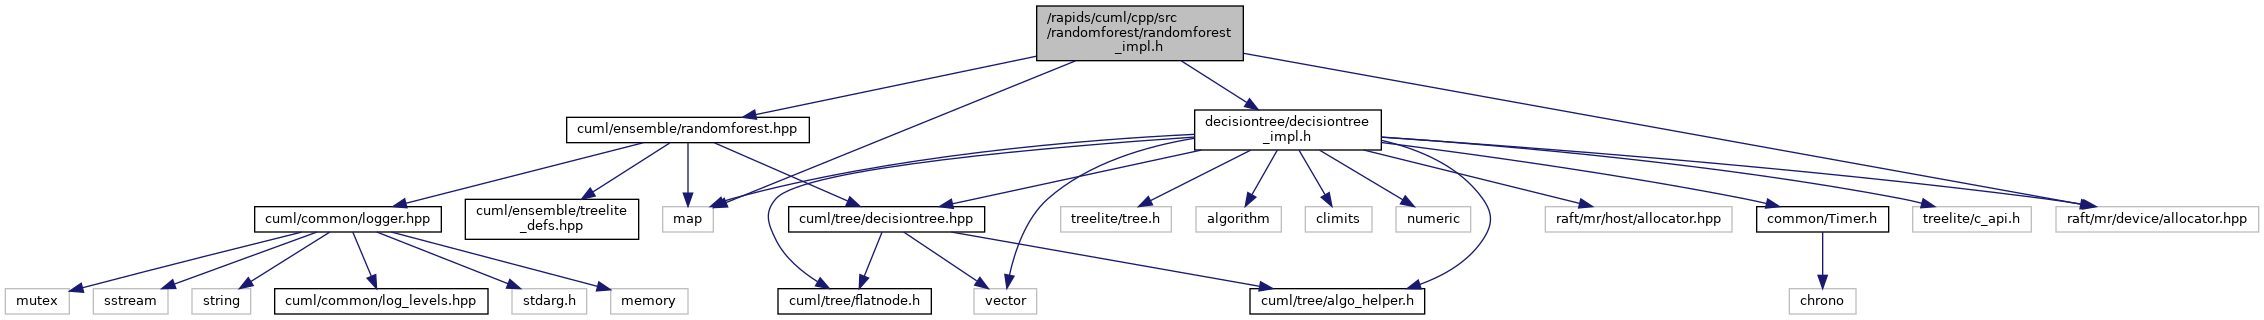 /rapids/cuml/cpp/src
/randomforest/randomforest
_impl.h
cuml/ensemble/randomforest.hpp
decisiontree/decisiontree
_impl.h
cuml/common/logger.hpp
cuml/ensemble/treelite
_defs.hpp
map
cuml/tree/decisiontree.hpp
treelite/tree.h
algorithm
climits
numeric
raft/mr/host/allocator.hpp
common/Timer.h
treelite/c_api.h
raft/mr/device/allocator.hpp
mutex
sstream
string
cuml/common/log_levels.hpp
stdarg.h
memory
cuml/tree/flatnode.h
vector
cuml/tree/algo_helper.h
chrono